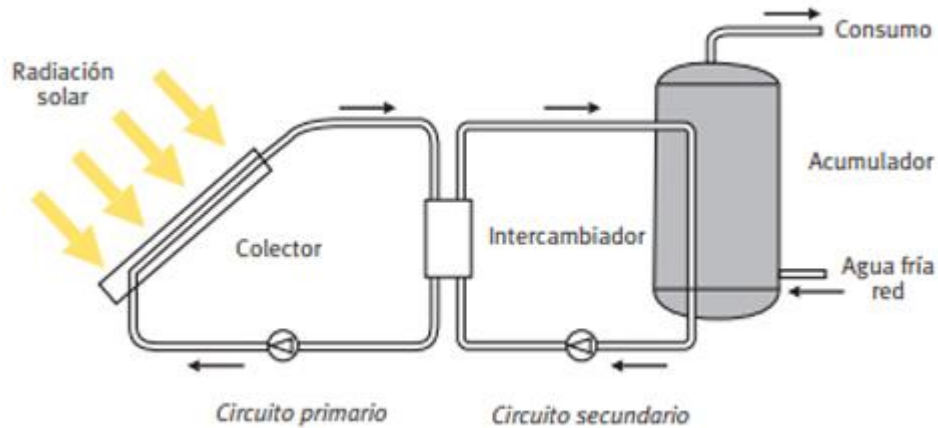 Consumo
Radiación
solar
Acumulador
Colector
Intercambiador
Agua fría
red
Circuito primario
Circuito secundario